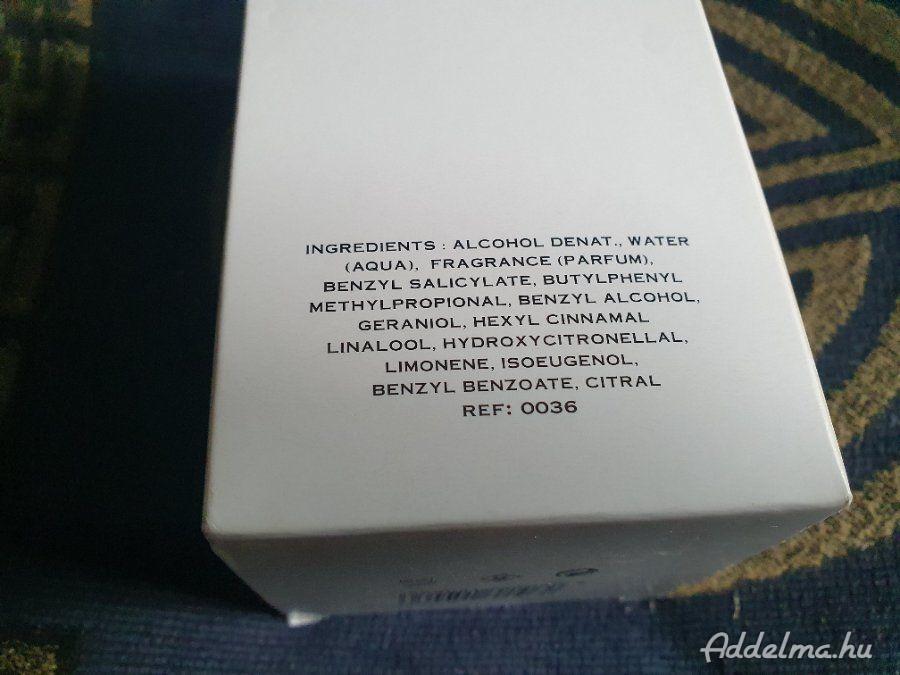 INGREDIENTS : ALCOHOL DENAT., WATER
(AQUA), FRAGRANCE (PARFUM),
BENZYL SALICYLATE, BUTYLPHENYL
METHYLPROPIONAL, BENZYL ALCOHOL,
GERANIOL, HEXYL CINNAMAL
LINALOOL, HYDROXYCITRONELLAL,
LIMONENE, ISOEUGENOL,
BENZYL BENZOATE, CITRAL
REF: 0036
Addelma.hu